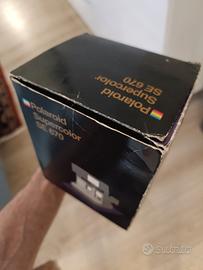 Polaroid
Supercolor
SE 670
Polaroid
Supercolor
SE 670
Subito.it